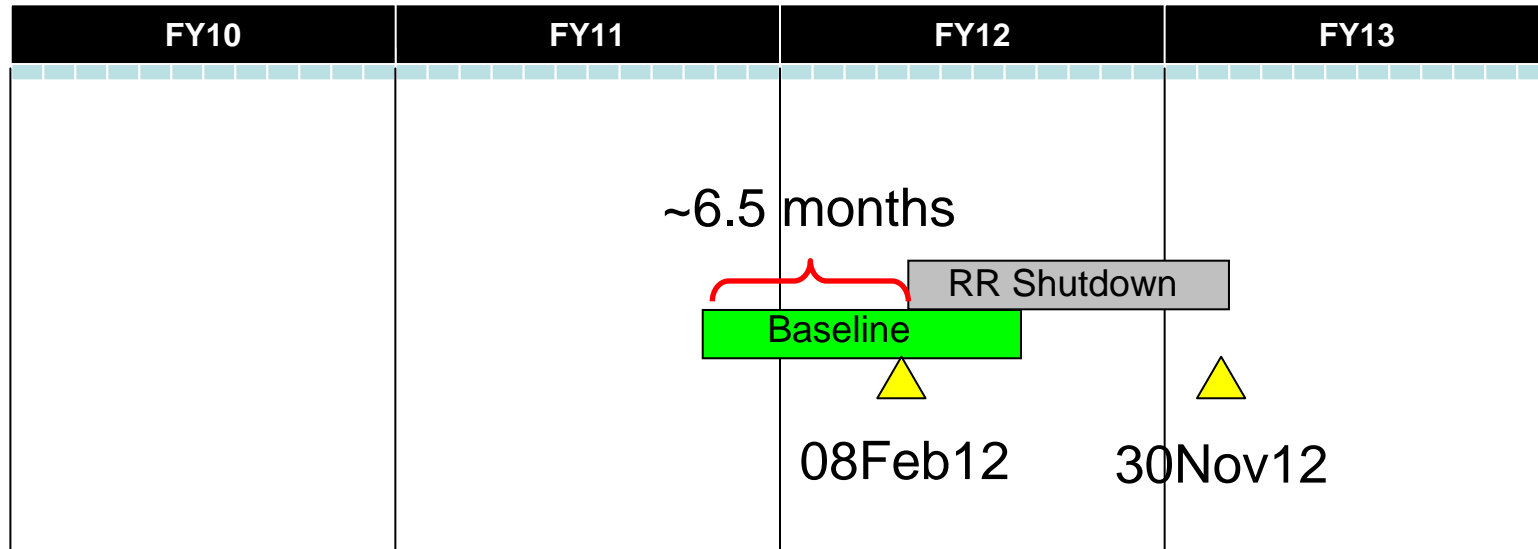 FY10 FY11 FY12 FY13
~6.5 months
RR Shutdown
Baseline
08Feb12 30Nov12